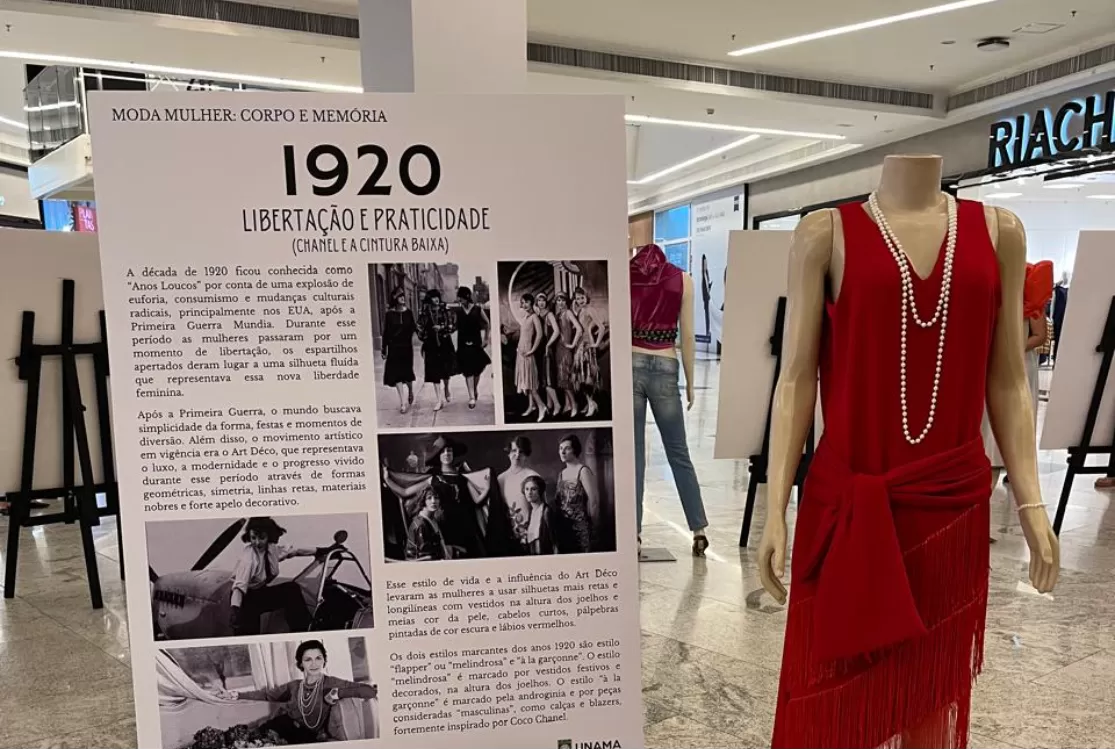 MODA MULHER: CORPO E MEMÓRIA
1920
LIBERTAÇÃO E PRATICIDADE
(CHANEL E A CINTURA BAIXA)
A década de 1920 ficou conhecida como
“Anos Loucos” por conta de uma explosão de
euforia, consumismo e mudanças culturais
radicais, principalmente nos EUA, após a
Primeira Guerra Mundia. Durante esse
período as mulheres passaram por um
momento de libertação, os espartilhos
apertados deram lugar a uma silhueta fluída
que representava essa nova liberdade
feminina.
Após a Primeira Guerra, o mundo buscava
simplicidade da forma, festas e momentos de
diversão. Além disso, o movimento artístico
em vigência era o Art Déco, que representava
o luxo, a modernidade e o progresso vivido
durante esse período através de formas
geométricas, simetria, linhas retas, materiais
nobres e forte apelo decorativo.
Esse estilo de vida e a influência do Art Déco
levaram as mulheres a usar silhuetas mais retas e
longilíneas com vestidos na altura dos joelhos e
meias cor da pele, cabelos curtos, pálpebras
pintadas de cor escura e lábios vermelhos.
Os dois estilos marcantes dos anos 1920 são estilo
“flapper” ou “melindrosa” e “à la garçonne”. O estilo
“melindrosa” é marcado por vestidos festivos e
decorados, na altura dos joelhos. O estilo “à la
garçonne” é marcado pela androginia e por peças
consideradas “masculinas”, como calças e blazers,
fortemente inspirado por Coco Chanel.
UNAMA
RIACH